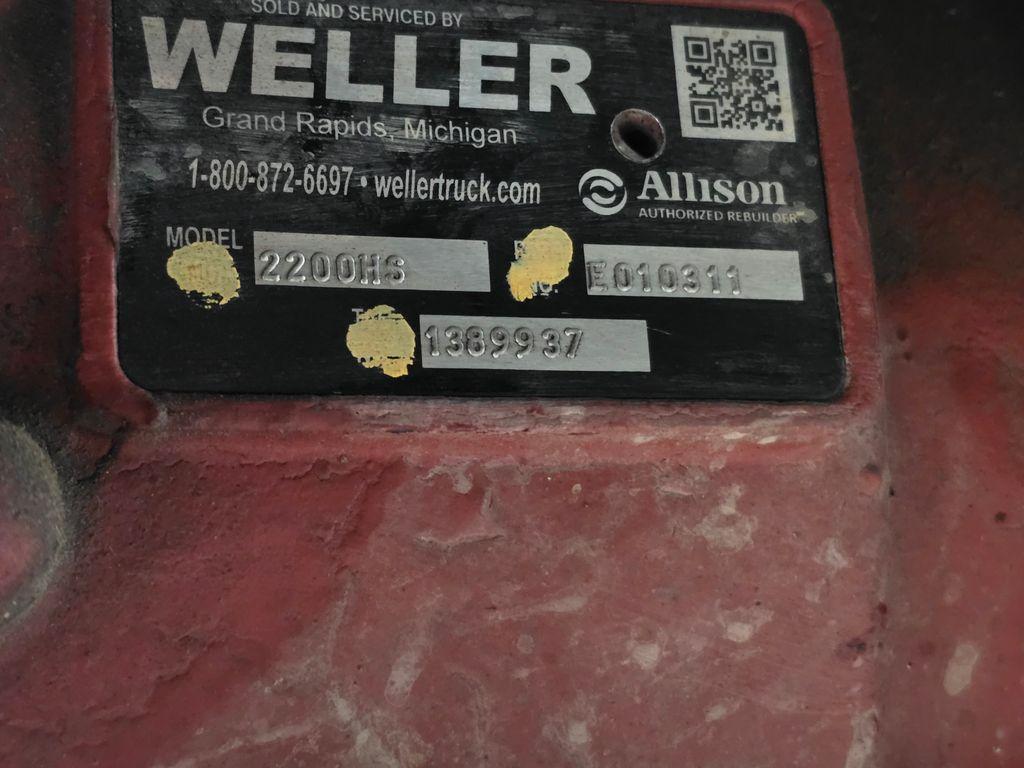 SOLD AND SERVICED BY
WELLER
Grand Rapids, Michigan
1-800-872-6697 • wellertruck.com
Allison
AUTHORIZED REBUILDER
MODEL
2200HS
NO.
E010311
1389937